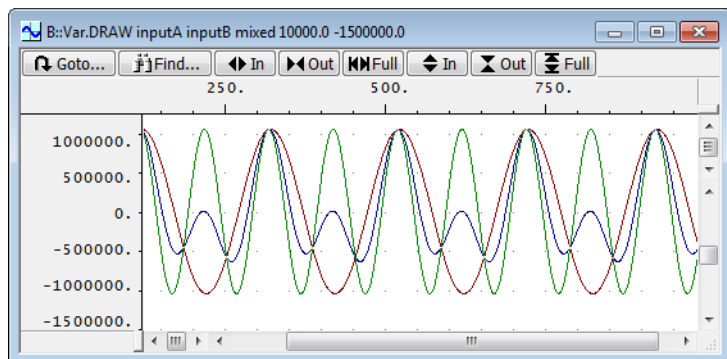 B::Var.DRAW inputA inputB mixed 10000.0 -1500000.0
Goto... Find... In Out Full In Out Full
250. 500. 750.
1000000.
500000.
0.
-500000.
-1000000.
-1500000.